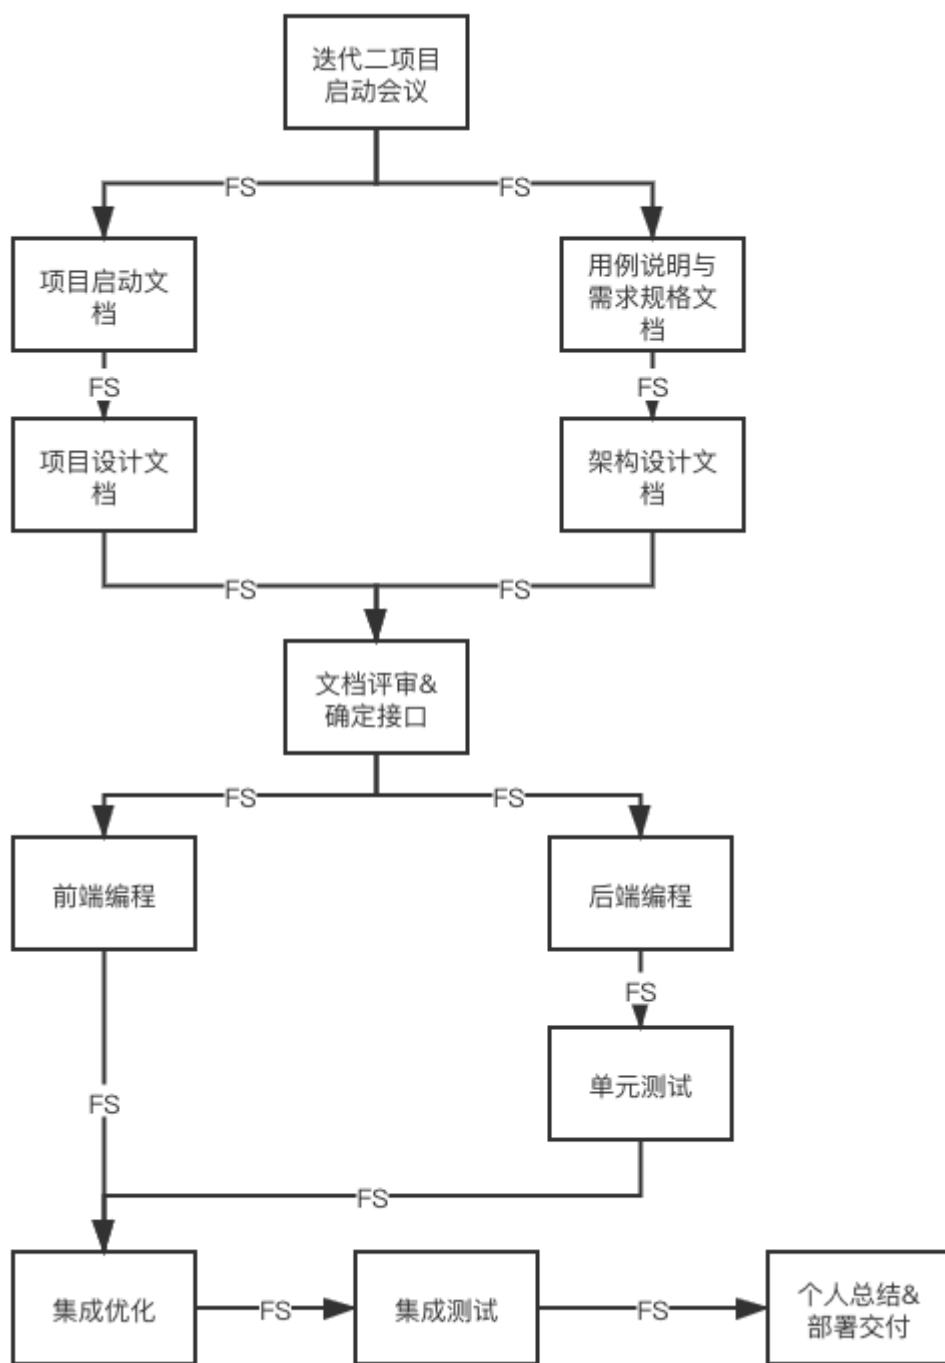 迭代二项目
启动会议
FS
FS
项目启动文
档
用例说明与
需求规格文
档
FS
FS
项目设计文
档
架构设计文
档
FS
FS
文档评审&
确定接口
FS
FS
前端编程
后端编程
FS
单元测试
FS
FS
集成优化
FS
集成测试
FS
个人总结&
部署交付